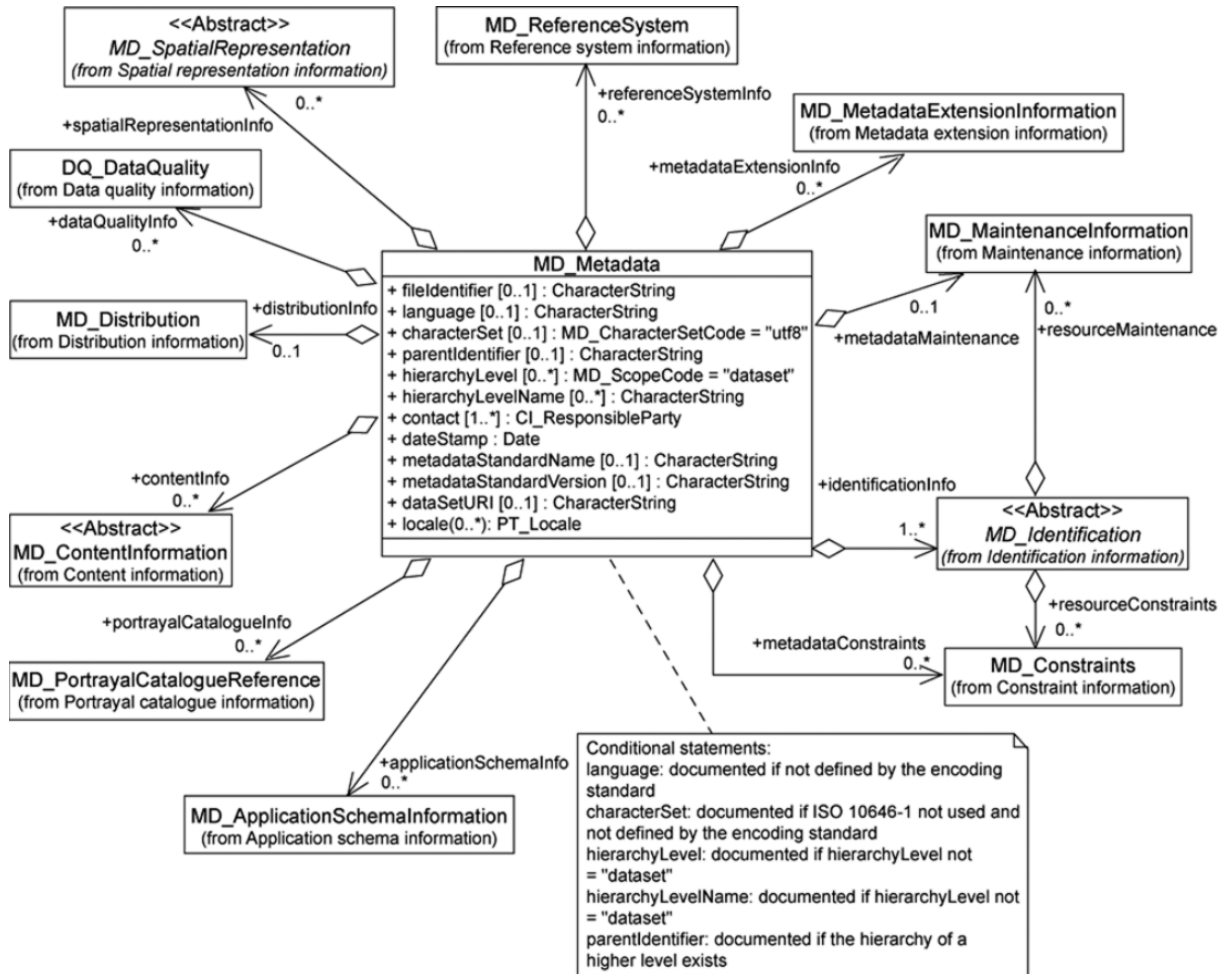 <<Abstract>>
MD_SpatialRepresentation
(from Spatial representation information)
0..*
+spatialRepresentationInfo
MD_ReferenceSystem
(from Reference system information)
+referenceSystemInfo
0..*
MD_MetadataExtensionInformation
(from Metadata extension information)
+metadataExtensionInfo
0..*
DQ_DataQuality
(from Data quality information)
+dataQualityInfo
0..*
MD_MaintenanceInformation
(from Maintenance information)
0..1
+metadataMaintenance
0..*
+resourceMaintenance
MD_Distribution
(from Distribution information)
+distributionInfo
0..1
MD_Metadata
+ fileIdentifier [0..1] : CharacterString
+ language [0..1] : CharacterString
+ characterSet [0..1] : MD_CharacterSetCode = "utf8"
+ parentIdentifier [0..1] : CharacterString
+ hierarchyLevel [0..*] : MD_ScopeCode = "dataset"
+ hierarchyLevelName [0..*] : CharacterString
+ contact [1..*] : CI_ResponsibleParty
+ dateStamp : Date
+ metadataStandardName [0..1] : CharacterString
+ metadataStandardVersion [0..1] : CharacterString
+ dataSetURI [0..1] : CharacterString
+ locale(0..*): PT_Locale
+contentInfo
0..*
<<Abstract>>
MD_ContentInformation
(from Content information)
+identificationInfo
1..*
<<Abstract>>
MD_Identification
(from Identification information)
+resourceConstraints
0..*
+portrayalCatalogueInfo
0..*
MD_PortrayalCatalogueReference
(from Portrayal catalogue information)
+metadataConstraints
0..*
MD_Constraints
(from Constraint information)
+applicationSchemaInfo
0..*
MD_ApplicationSchemaInformation
(from Application schema information)
Conditional statements:
language: documented if not defined by the encoding
standard
characterSet: documented if ISO 10646-1 not used and
not defined by the encoding standard
hierarchyLevel: documented if hierarchyLevel not
= "dataset"
hierarchyLevelName: documented if hierarchyLevel not
= "dataset"
parentIdentifier: documented if the hierarchy of a
higher level exists